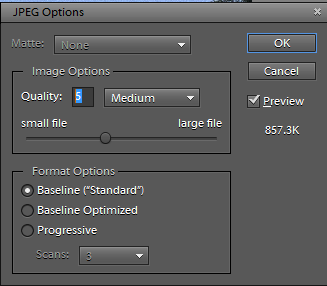 JPEG Options
Matte: None
OK
Cancel
Preview
857.3K
Image Options
Quality: 5 Medium
small file large file
Format Options
Baseline (“Standard”)
Baseline Optimized
Progressive
Scans: 3